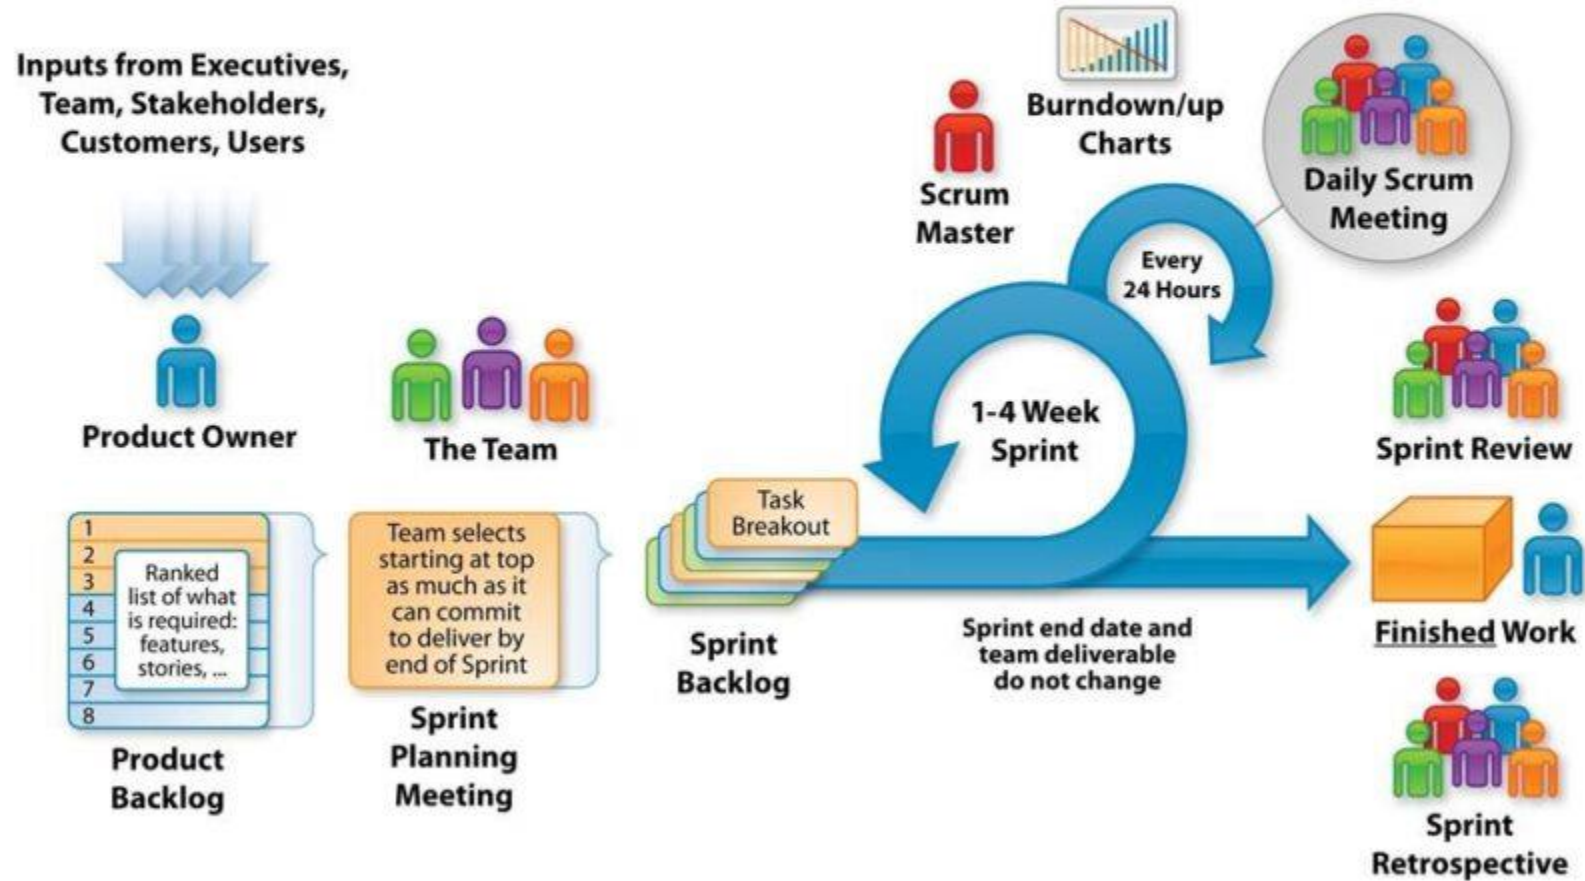 Inputs from Executives,
Team, Stakeholders,
Customers, Users
Product Owner
The Team
1
2
3
4
5
6
7
8
Ranked
list of what
is required:
features,
stories, ...
Product
Backlog
Team selects
starting at top
as much as it
can commit
to deliver by
end of Sprint
Sprint
Planning
Meeting
Task
Breakout
Sprint
Backlog
Scrum
Master
Burndown/up
Charts
Every
24 Hours
Daily Scrum
Meeting
1-4 Week
Sprint
Sprint end date and
team deliverable
do not change
Sprint Review
Finished Work
Sprint
Retrospective